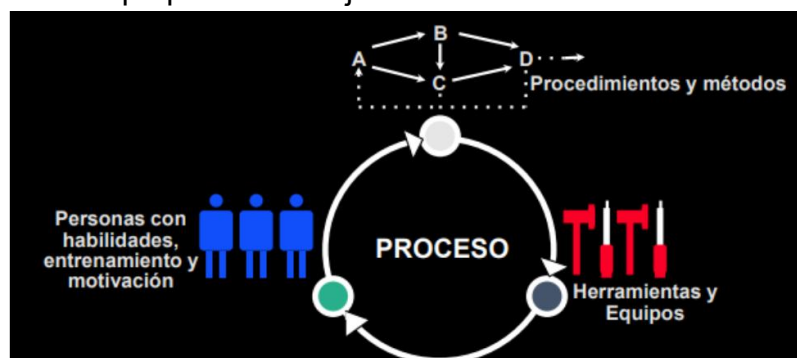 B
A
D
C
Procedimientos y métodos
Personas con
habilidades,
entrenamiento y
motivación
PROCESO
Herramientas y
Equipos